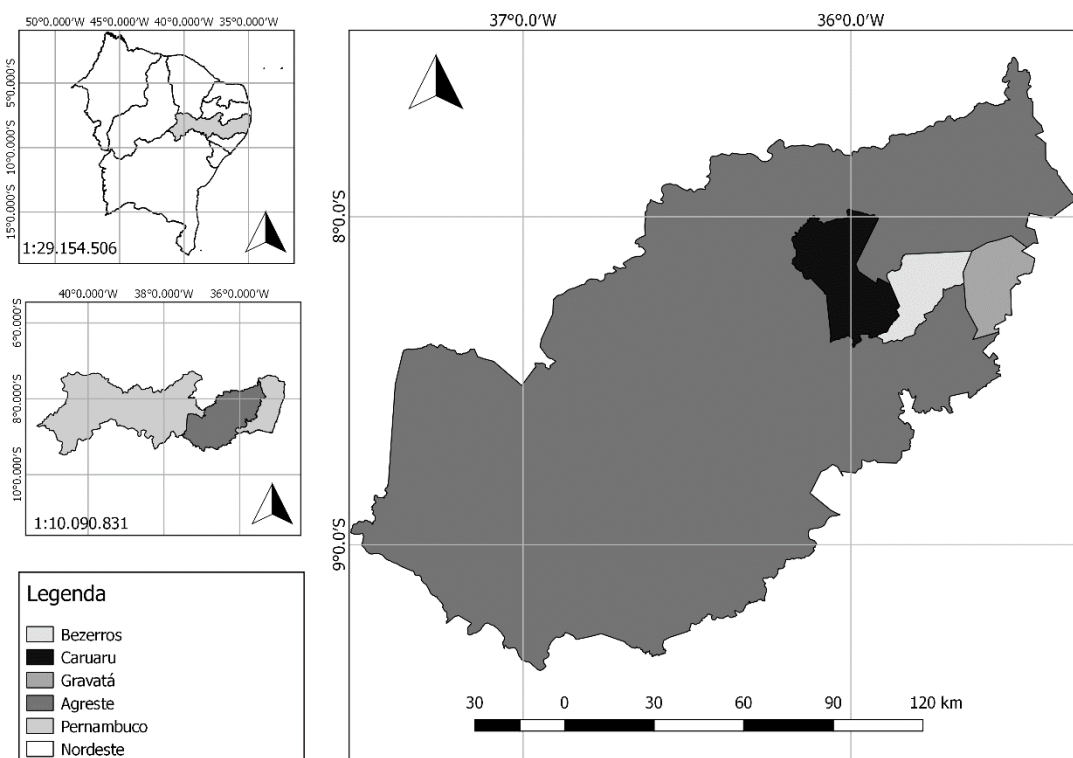 50°0.000'W 45°0.000'W 40°0.000'W 35°0.000'W
5°0.000'S
10°0.000'S
15°0.000'S
1:29.154.506
40°0.000'W 38°0.000'W 36°0.000'W
6°0.000'S
8°0.000'S
10°0.000'S
1:10.090.831
Legenda
Bezerros
Caruaru
Gravatá
Agreste
Pernambuco
Nordeste
37°0.0'W 36°0.0'W
8°0.0'S
9°0.0'S
30 0 30 60 90 120 km